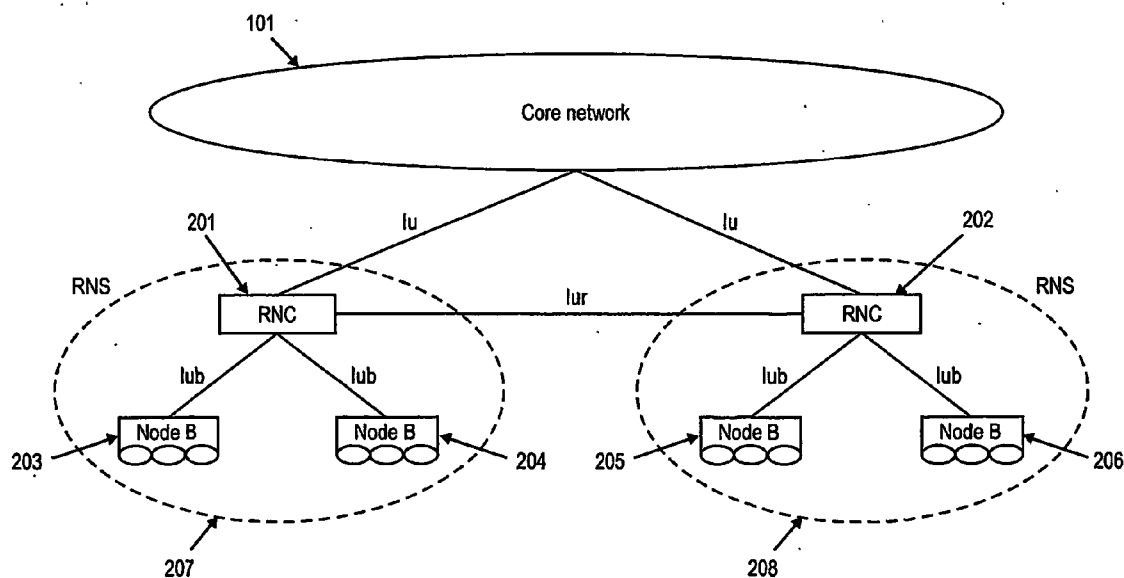 101
Core network
201
Iu
Iu
202
RNS
RNC
Iur
RNC
RNS
Iub
Iub
Iub
Iub
203
Node B
Node B
204
205
Node B
Node B
206
207
208